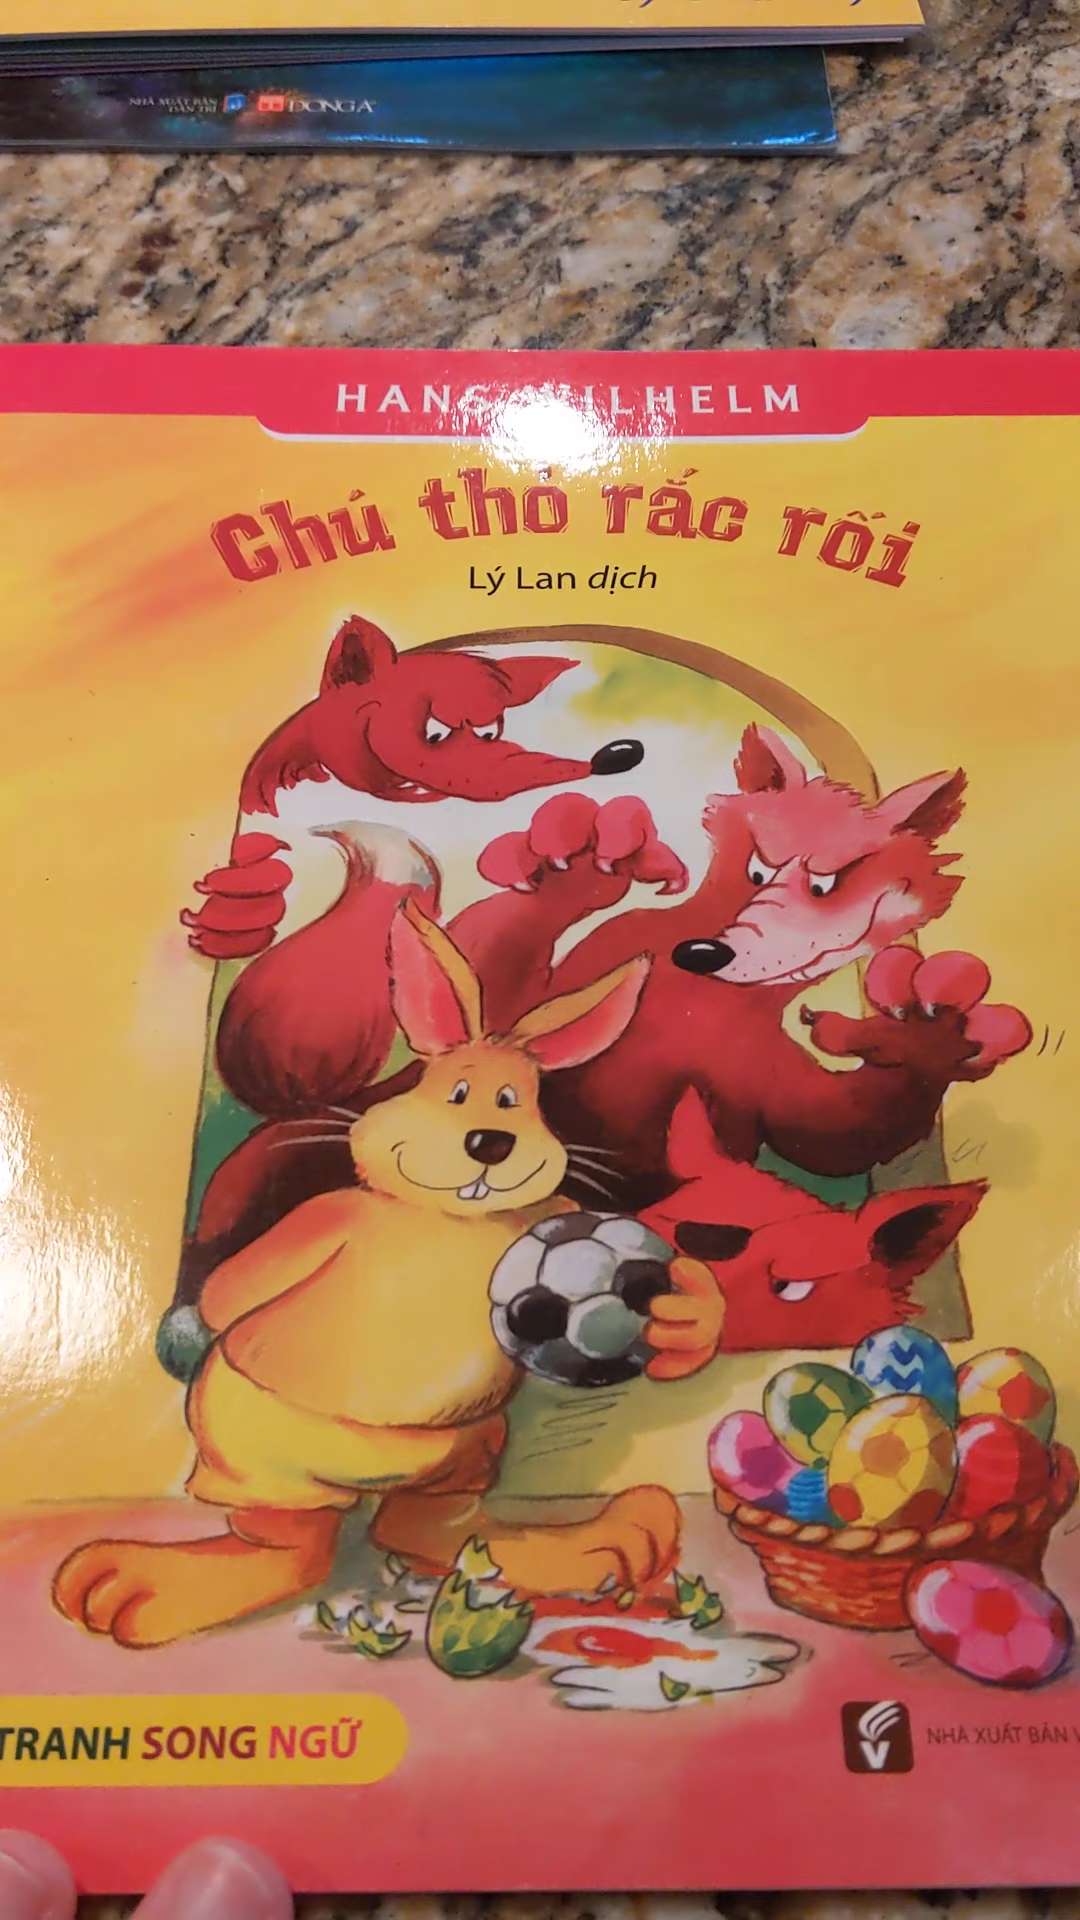 NHÀ XUẤT BẢN
DÂN TRÍ
ĐÔNG A
HANS WILHELM
Chú thỏ rắc rối
Lý Lan dịch
TRANH SONG NGỮ
NHÀ XUẤT BẢN V